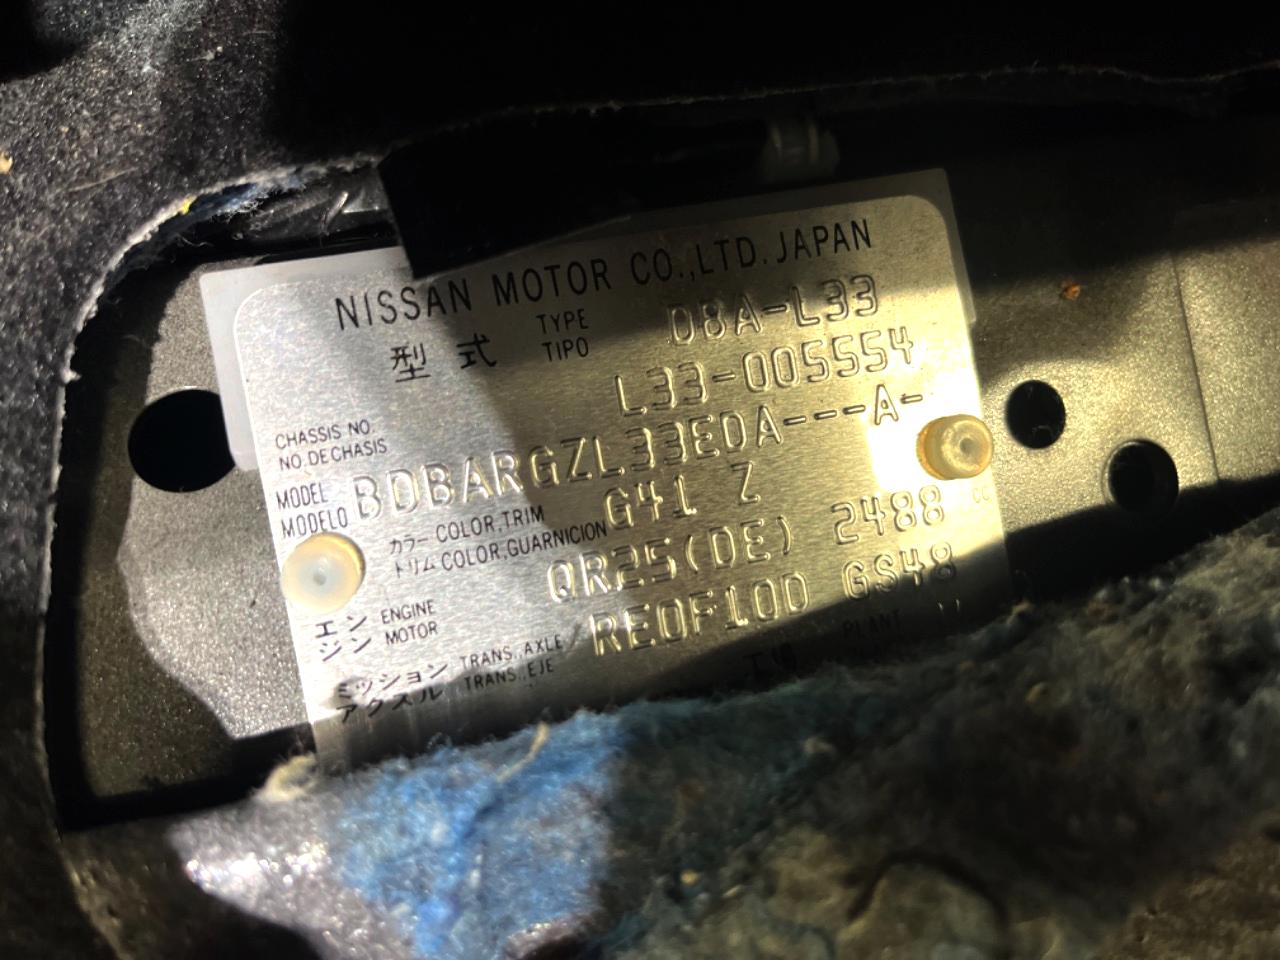 NISSAN MOTOR CO.,LTD. JAPAN
型式 TYPE TIPO DBA-L33
CHASSIS NO. NO. DE CHASIS L33-005554
MODEL MODELO BDBARGZL33EDA---A-
カラー トリム COLOR,TRIM COLOR,GUARNICION G41 Z
エンジン ENGINE MOTOR QR25(DE) 2488 cc
ミッション アクスル TRANS.,AXLE TRANS.,EJE RE0F10D GS48
工場 PLANT